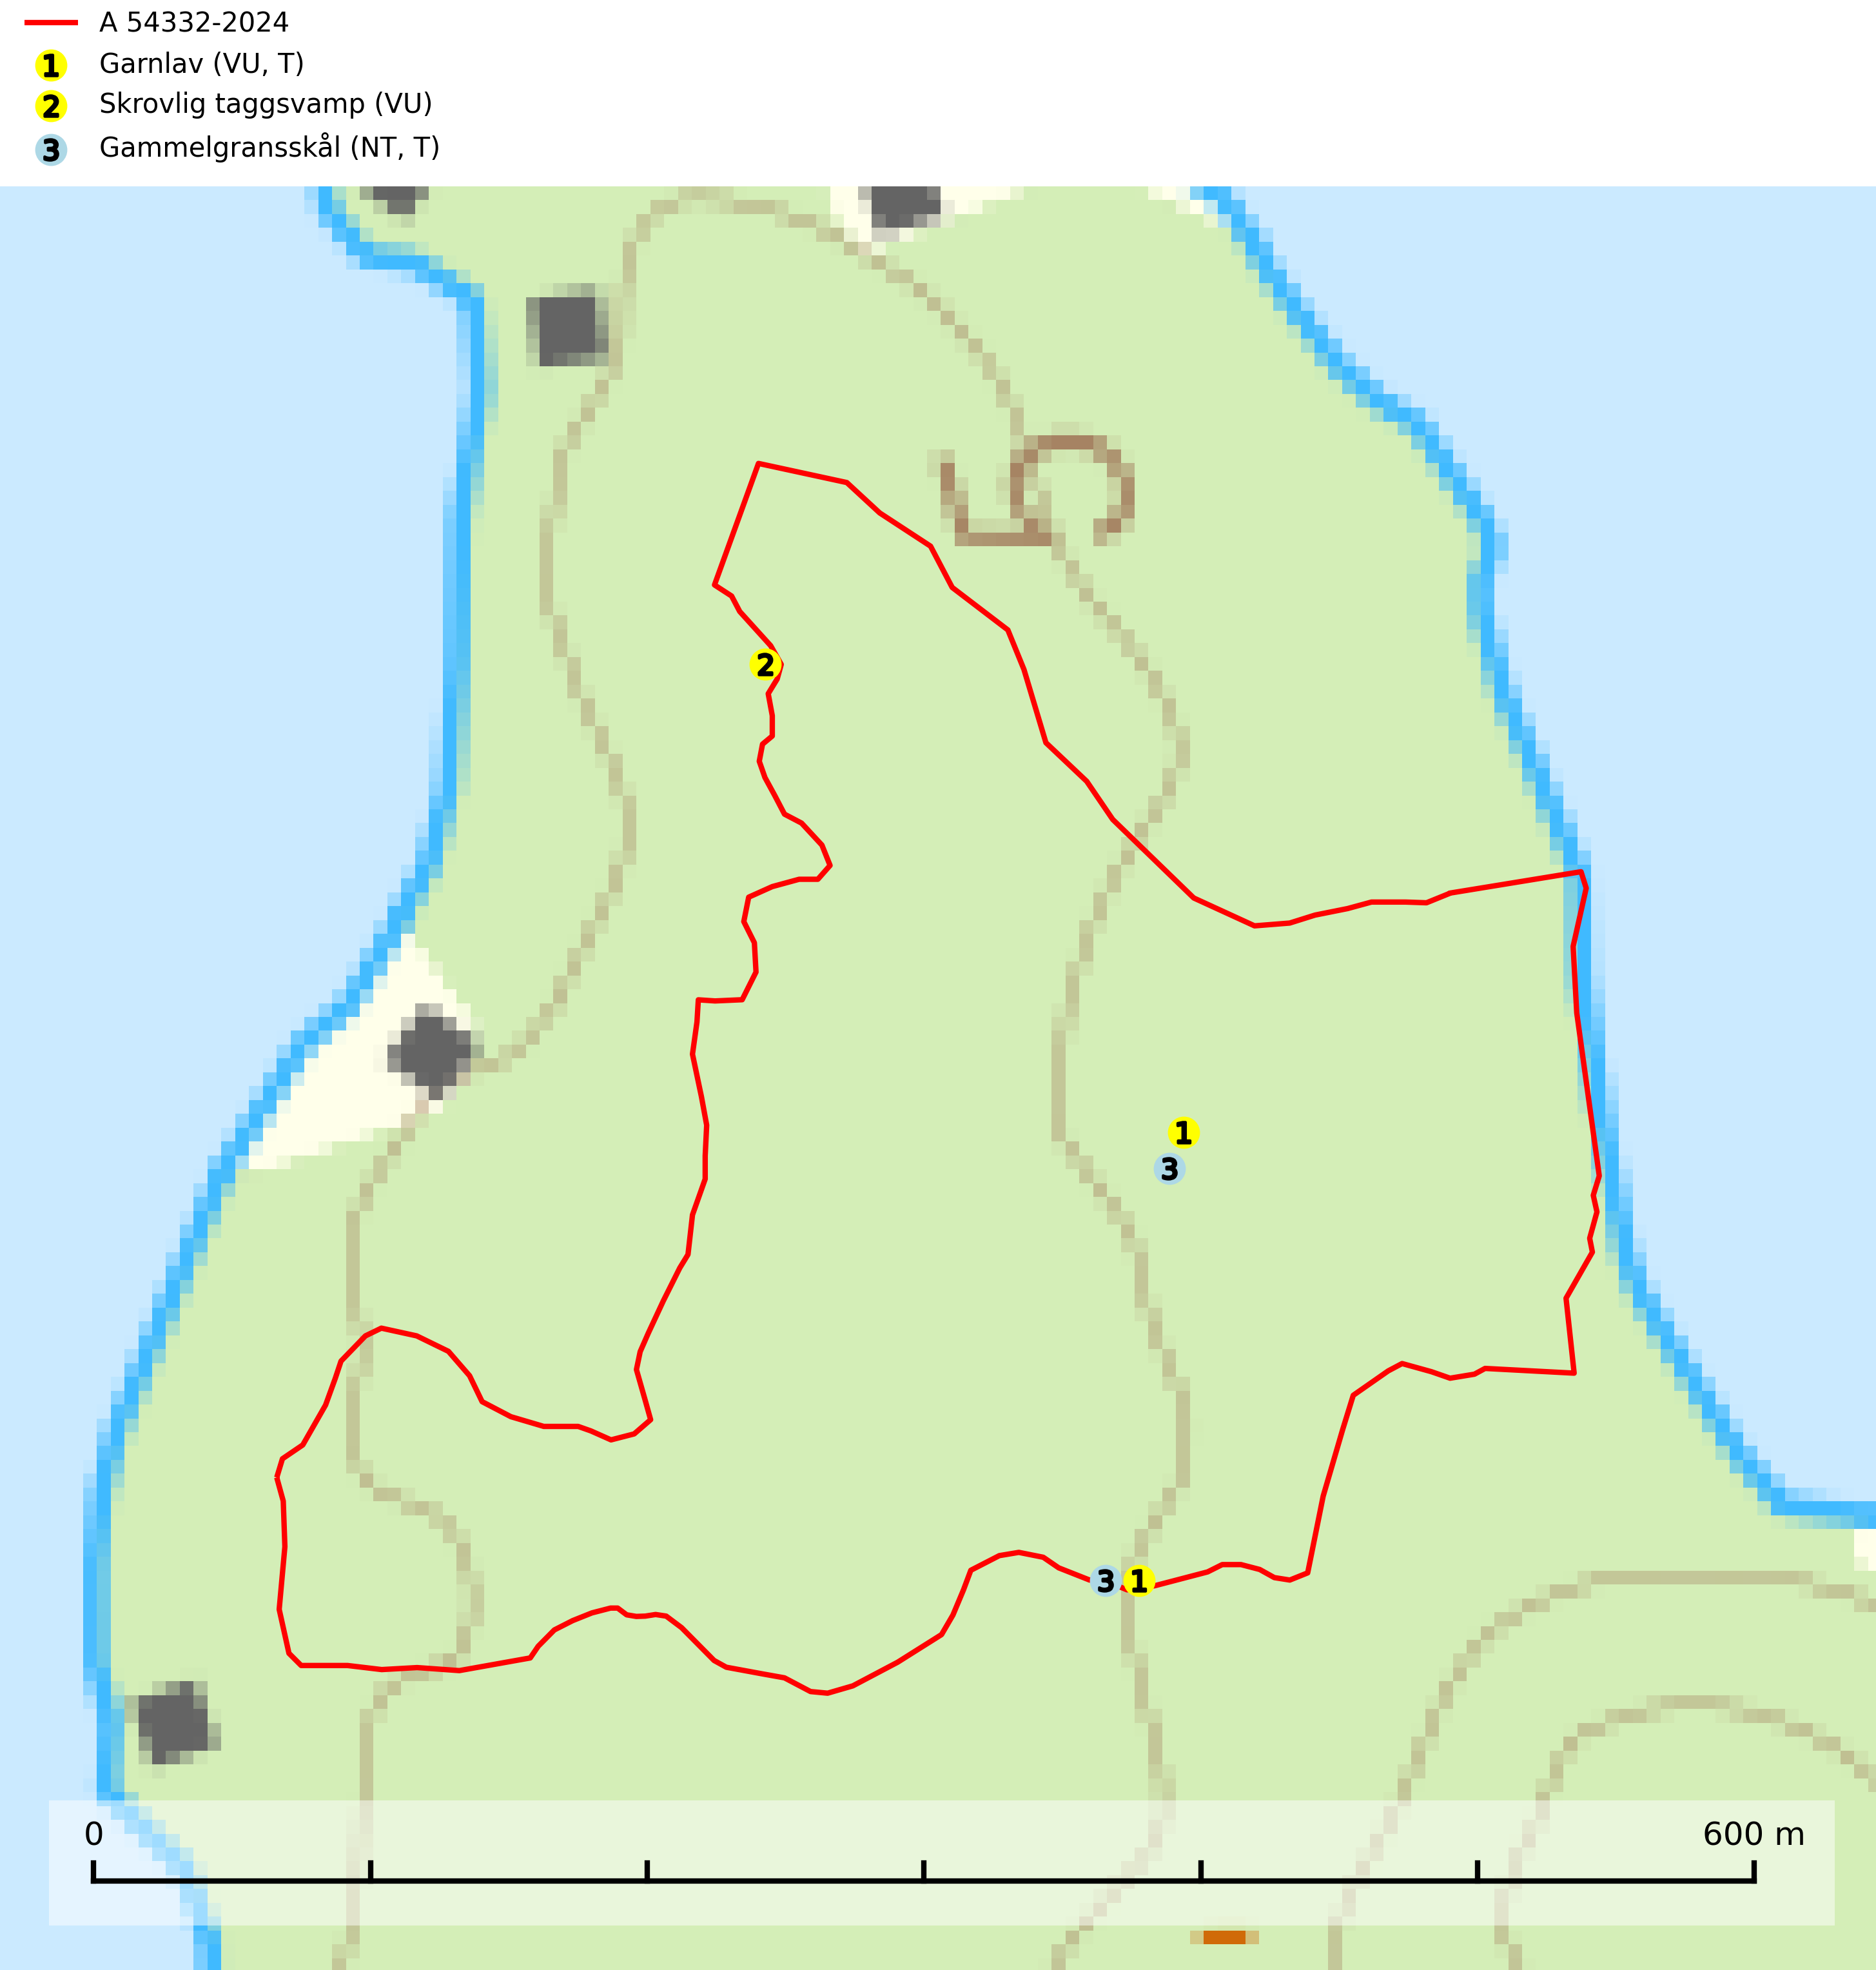 A 54332-2024
1 Garnlav (VU, T)
2 Skrovlig taggsvamp (VU)
3 Gammelgransskål (NT, T)
2
1
3
3 1
0 600 m